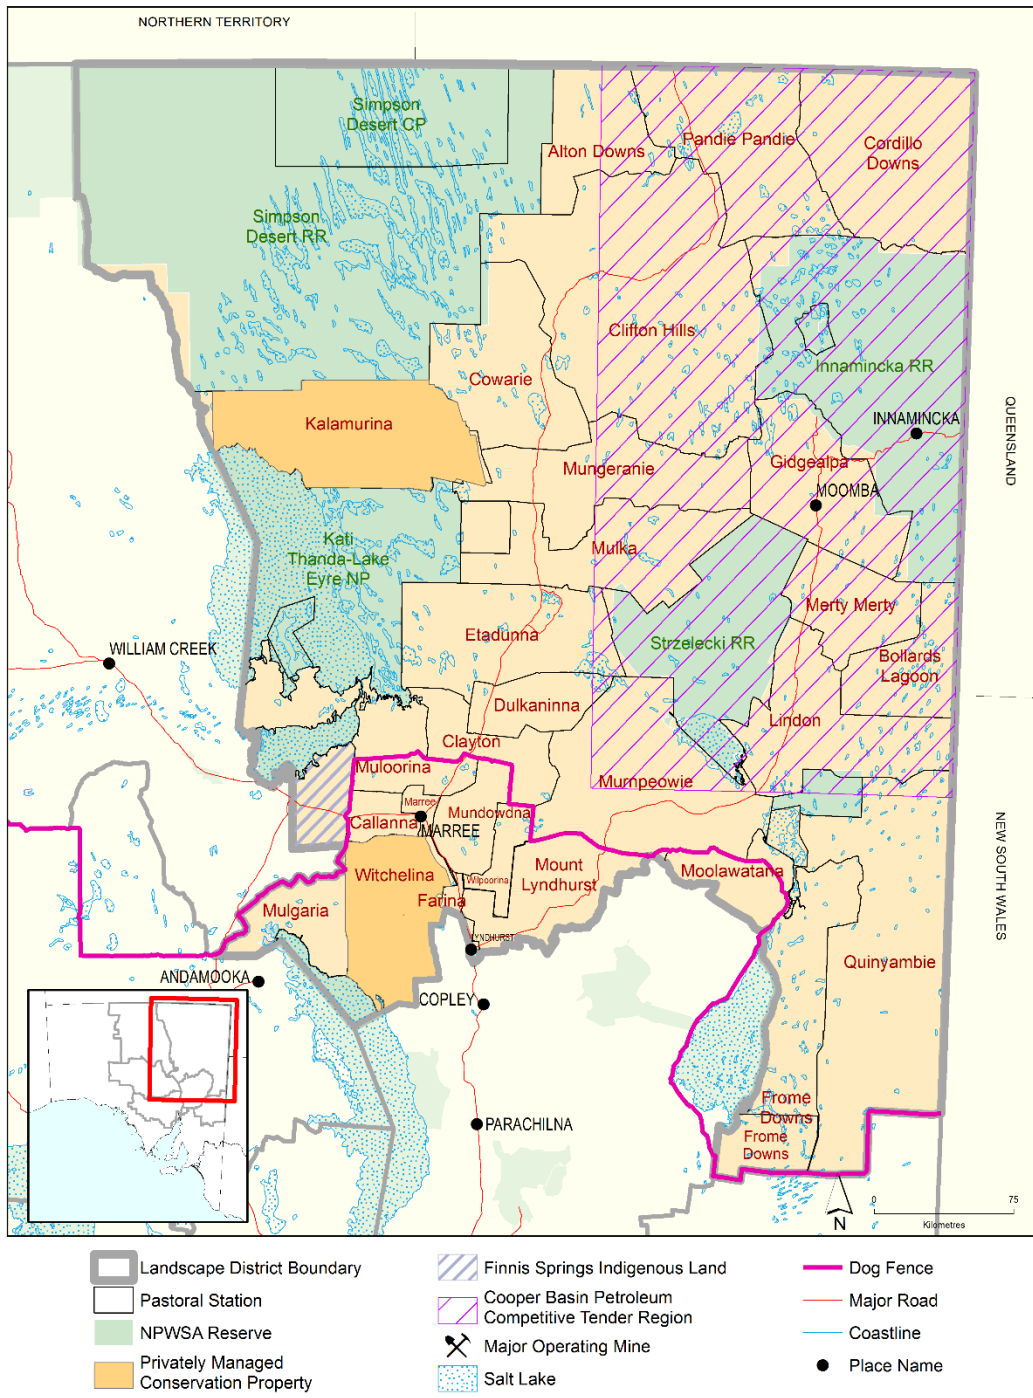 NORTHERN TERRITORY
Simpson
Desert CP
Alton Downs
Pandie Pandie
Cordillo
Downs
Simpson
Desert RR
Clifton Hills
Innamincka RR
Cowarie
Kalamurina
QUEENSLAND
INNAMINCKA
Mungeranie
Gidgealpa
MOOMBA
Kati
Thanda-Lake
Eyre NP
Mulka
Merty Merty
Etadunna
Strzelecki RR
WILLIAM CREEK
Bollards
Lagoon
Dulkaninna
Lindon
Clayton
Muloorina
Murnpeowie
Marree
Mundowdna
Callanna
MARREE
NEW SOUTH WALES
Witchelina
Wilpoorina
Mount
Lyndhurst
Moolawatana
Farina
Mulgaria
LYNDHURST
Quinyambie
ANDAMOOKA
COPLEY
Frome
Downs
PARACHILNA
Frome
Downs
N
0 75
Kilometres
Landscape District Boundary
Pastoral Station
NPWSA Reserve
Privately Managed
Conservation Property
Finnis Springs Indigenous Land
Cooper Basin Petroleum
Competitive Tender Region
Major Operating Mine
Salt Lake
Dog Fence
Major Road
Coastline
Place Name